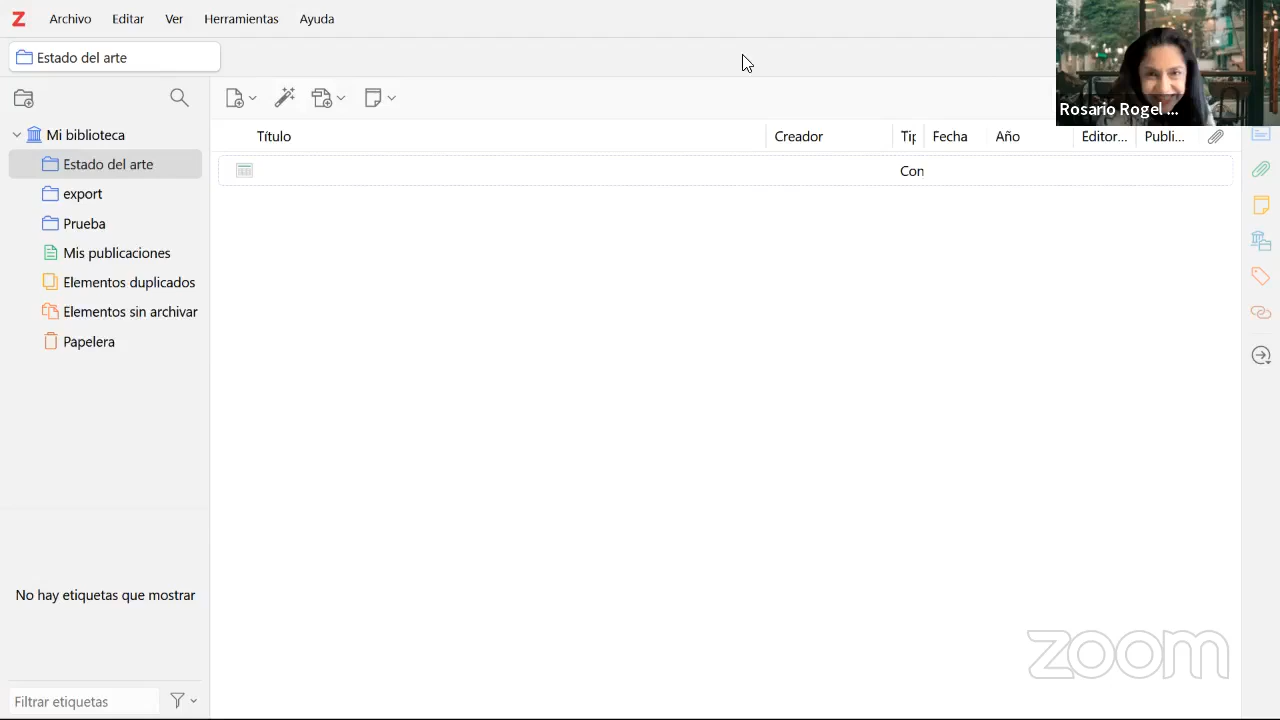 Z Archivo Editar Ver Herramientas Ayuda
Estado del arte
Rosario Rogel ...
Título Creador Tip Fecha Año Editor... Publi...
Con
Mi biblioteca
Estado del arte
export
Prueba
Mis publicaciones
Elementos duplicados
Elementos sin archivar
Papelera
No hay etiquetas que mostrar
Filtrar etiquetas
zoom